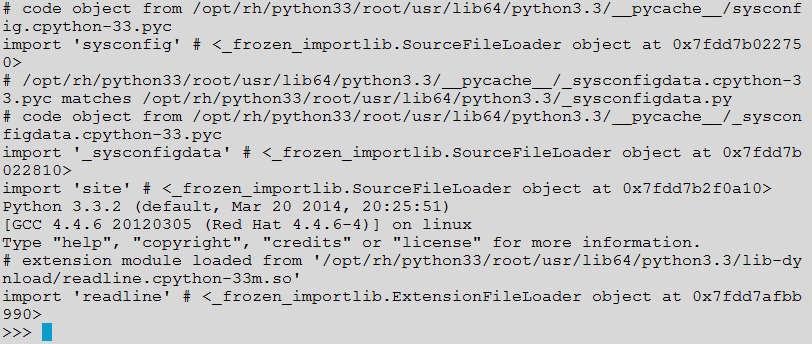 # code object from /opt/rh/python33/root/usr/lib64/python3.3/__pycache__/sysconf
ig.cpython-33.pyc
import 'sysconfig' # <_frozen_importlib.SourceFileLoader object at 0x7fdd7b02275
0>
# /opt/rh/python33/root/usr/lib64/python3.3/__pycache__/_sysconfigdata.cpython-3
3.pyc matches /opt/rh/python33/root/usr/lib64/python3.3/_sysconfigdata.py
# code object from /opt/rh/python33/root/usr/lib64/python3.3/__pycache__/_syscon
figdata.cpython-33.pyc
import '_sysconfigdata' # <_frozen_importlib.SourceFileLoader object at 0x7fdd7b
022810>
import 'site' # <_frozen_importlib.SourceFileLoader object at 0x7fdd7b2f0a10>
Python 3.3.2 (default, Mar 20 2014, 20:25:51)
[GCC 4.4.6 20120305 (Red Hat 4.4.6-4)] on linux
Type "help", "copyright", "credits" or "license" for more information.
# extension module loaded from '/opt/rh/python33/root/usr/lib64/python3.3/lib-dy
nload/readline.cpython-33m.so'
import 'readline' # <_frozen_importlib.ExtensionFileLoader object at 0x7fdd7afbb
990>
>>>